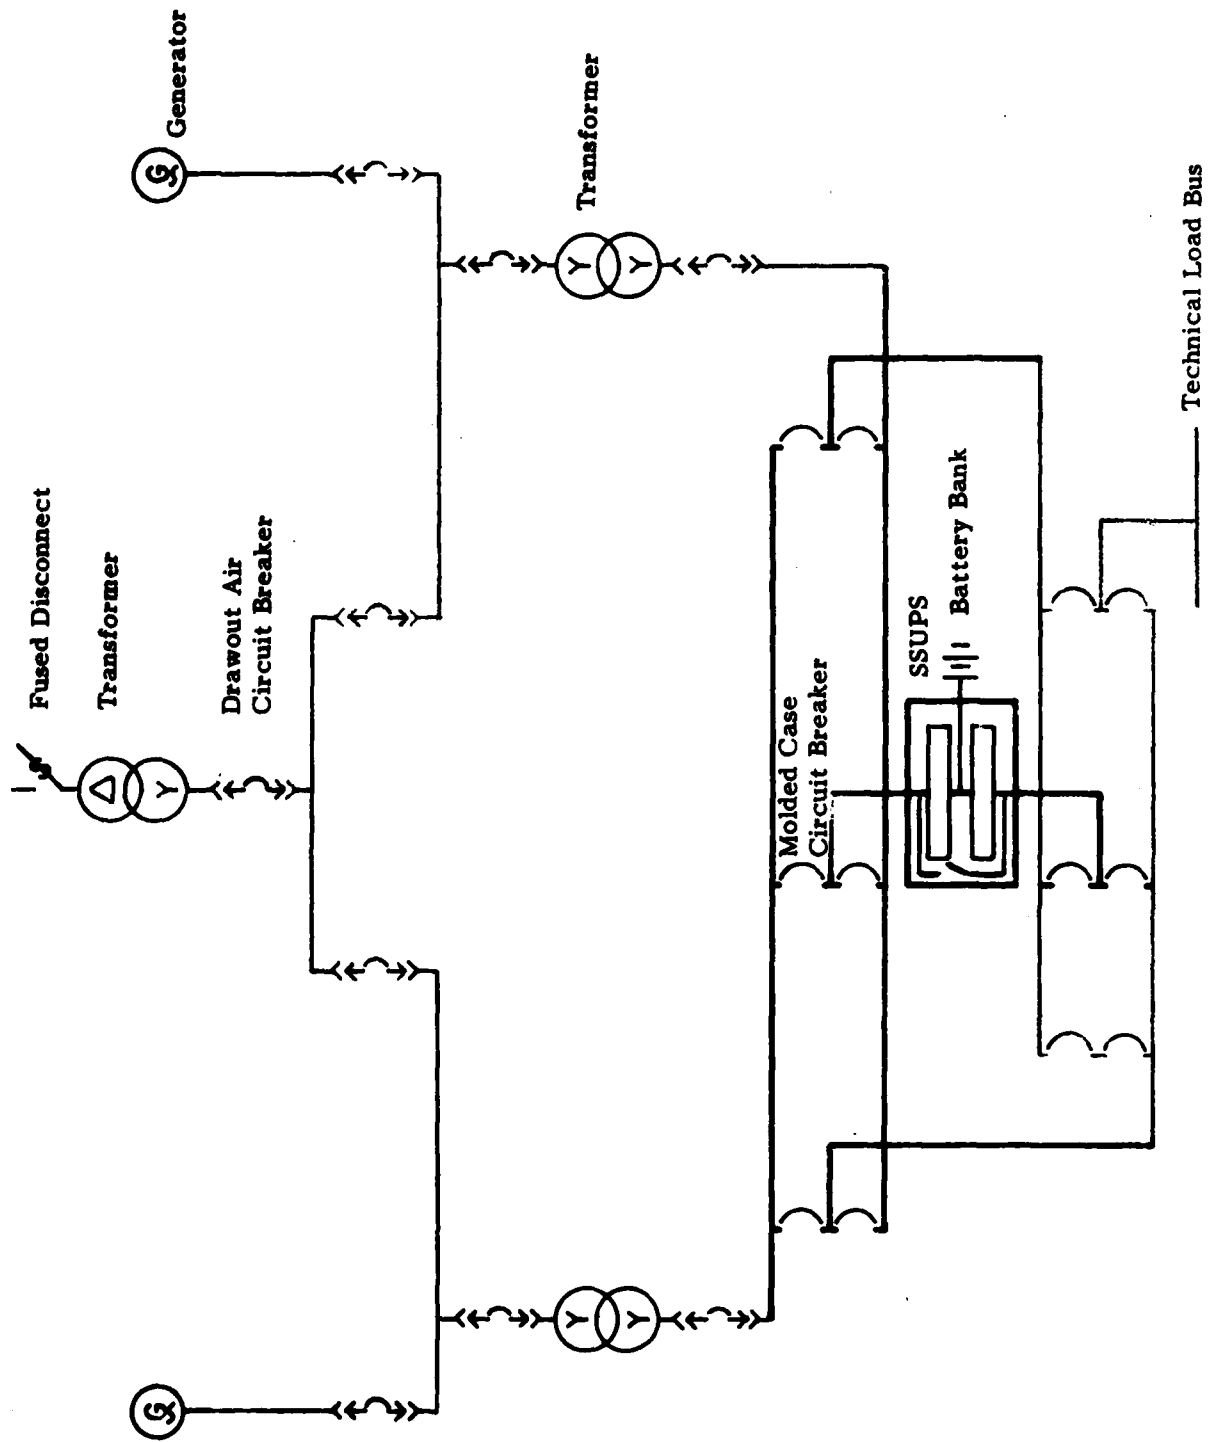 Fused Disconnect
Transformer
Drawout Air
Circuit Breaker
G
Generator
G
Δ
Y
Transformer
Y
Y
Y
Y
Molded Case
Circuit Breaker
SSUPS
Battery Bank
Technical Load Bus